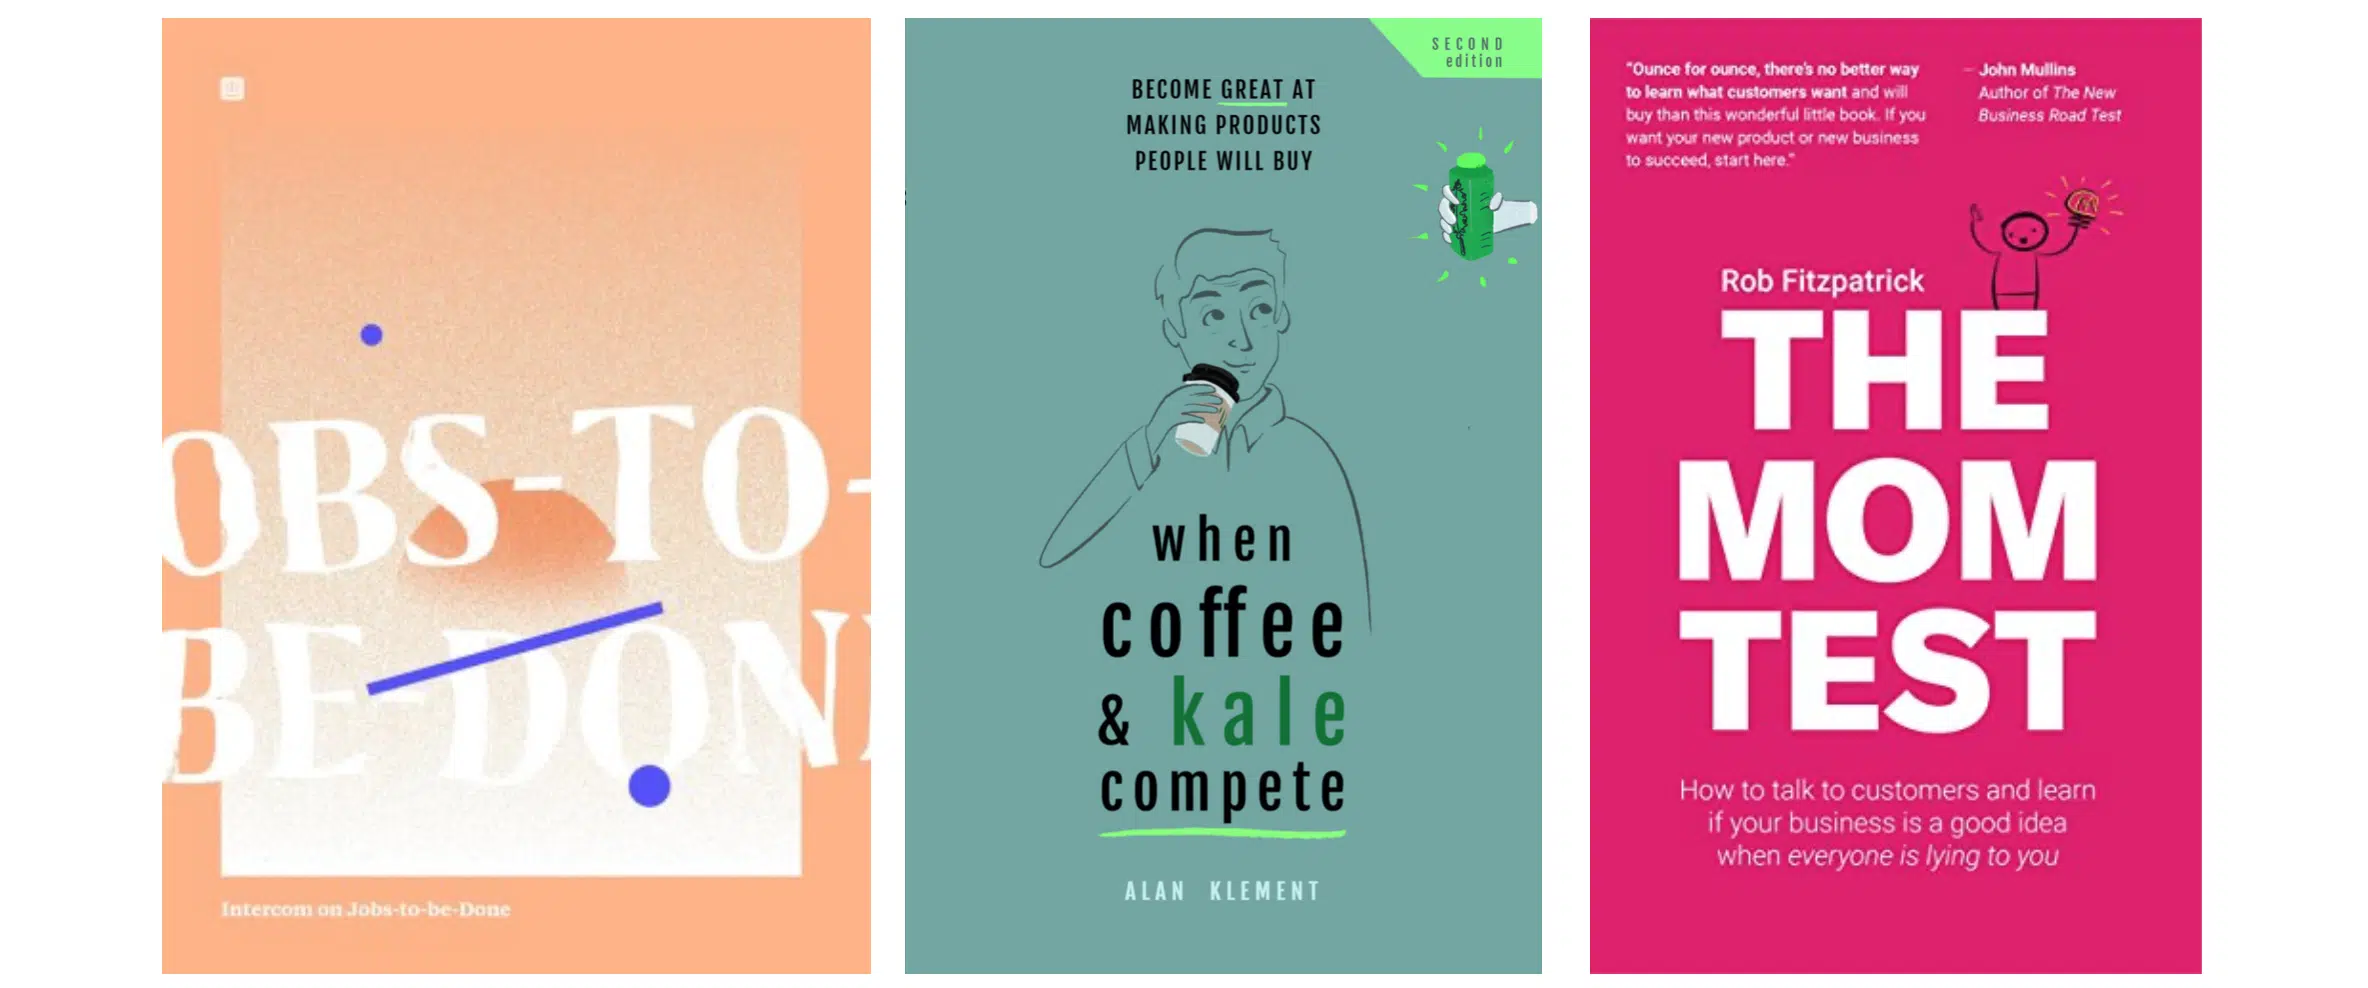 OBS-TO-
BE-DON
Intercom on Jobs-to-be-Done
SECOND
edition
BECOME GREAT AT
MAKING PRODUCTS
PEOPLE WILL BUY
when
coffee
& kale
compete
ALAN KLEMENT
"Ounce for ounce, there's no better way
to learn what customers want and will
buy than this wonderful little book. If you
want your new product or new business
to succeed, start here."
– John Mullins
Author of The New
Business Road Test
Rob Fitzpatrick
THE
MOM
TEST
How to talk to customers and learn
if your business is a good idea
when everyone is lying to you